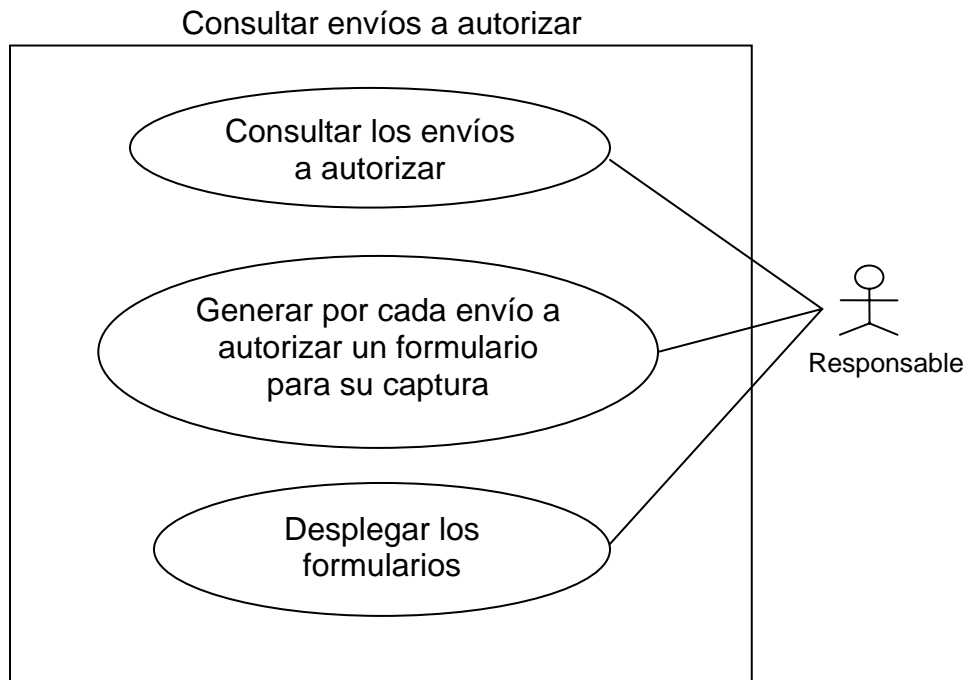 Consultar envíos a autorizar
Consultar los envíos
a autorizar
Generar por cada envío a
autorizar un formulario
para su captura
Responsable
Desplegar los
formularios